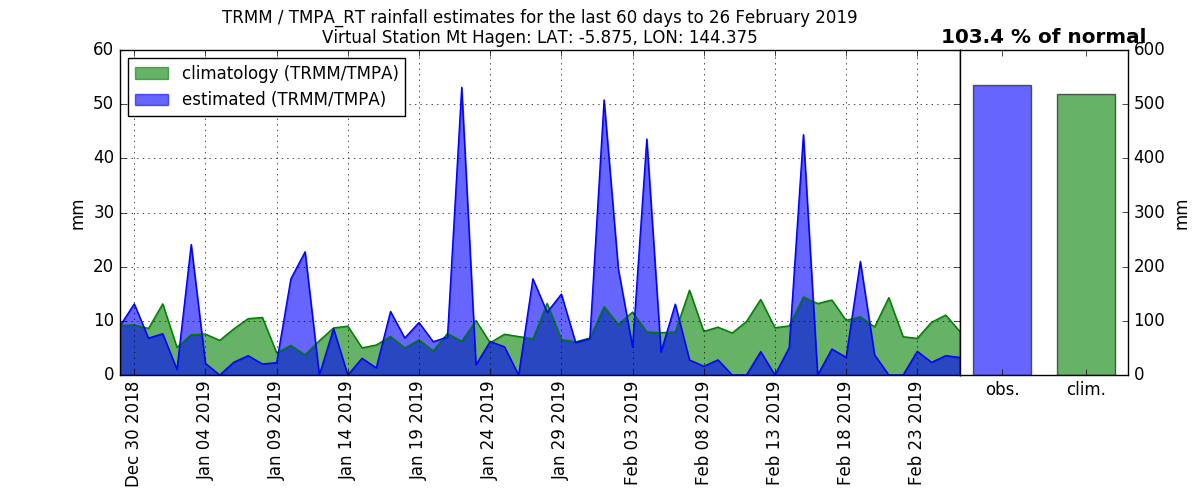 TRMM / TMPA_RT rainfall estimates for the last 60 days to 26 February 2019
Virtual Station Mt Hagen: LAT: -5.875, LON: 144.375
103.4 % of normal
climatology (TRMM/TMPA)
estimated (TRMM/TMPA)
60
50
40
30
20
10
0
mm
Dec 30 2018
Jan 04 2019
Jan 09 2019
Jan 14 2019
Jan 19 2019
Jan 24 2019
Jan 29 2019
Feb 03 2019
Feb 08 2019
Feb 13 2019
Feb 18 2019
Feb 23 2019
obs.
clim.
600
500
400
300
200
100
0
mm